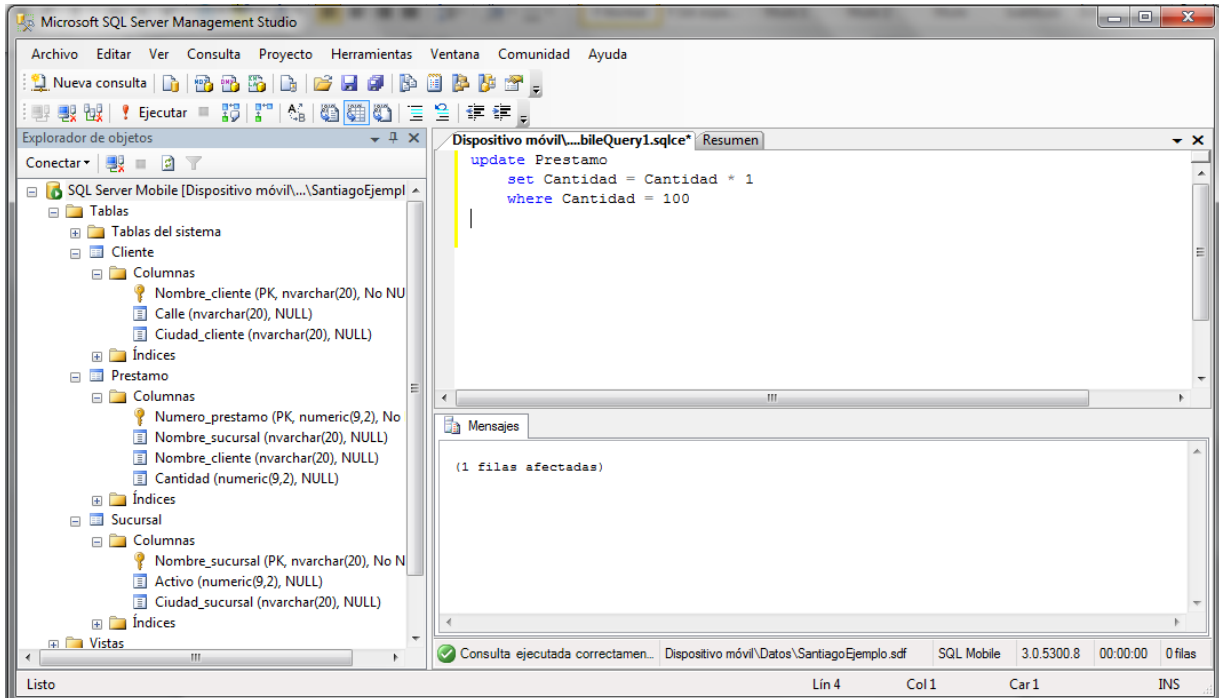 Microsoft SQL Server Management Studio
Archivo Editar Ver Consulta Proyecto Herramientas Ventana Comunidad Ayuda
Nueva consulta
Ejecutar
Explorador de objetos
Conectar
SQL Server Mobile [Dispositivo móvil\...\SantiagoEjempl
Tablas
Tablas del sistema
Cliente
Columnas
Nombre_cliente (PK, nvarchar(20), No NU
Calle (nvarchar(20), NULL)
Ciudad_cliente (nvarchar(20), NULL)
Índices
Prestamo
Columnas
Numero_prestamo (PK, numeric(9,2), No
Nombre_sucursal (nvarchar(20), NULL)
Nombre_cliente (nvarchar(20), NULL)
Cantidad (numeric(9,2), NULL)
Índices
Sucursal
Columnas
Nombre_sucursal (PK, nvarchar(20), No N
Activo (numeric(9,2), NULL)
Ciudad_sucursal (nvarchar(20), NULL)
Índices
Vistas
Dispositivo móvil\....bileQuery1.sqlce* Resumen
update Prestamo
set Cantidad = Cantidad * 1
where Cantidad = 100
Mensajes
(1 filas afectadas)
Consulta ejecutada correctamen... Dispositivo móvil\Datos\SantiagoEjemplo.sdf SQL Mobile 3.0.5300.8 00:00:00 0 filas
Listo Lín 4 Col 1 Car 1 INS